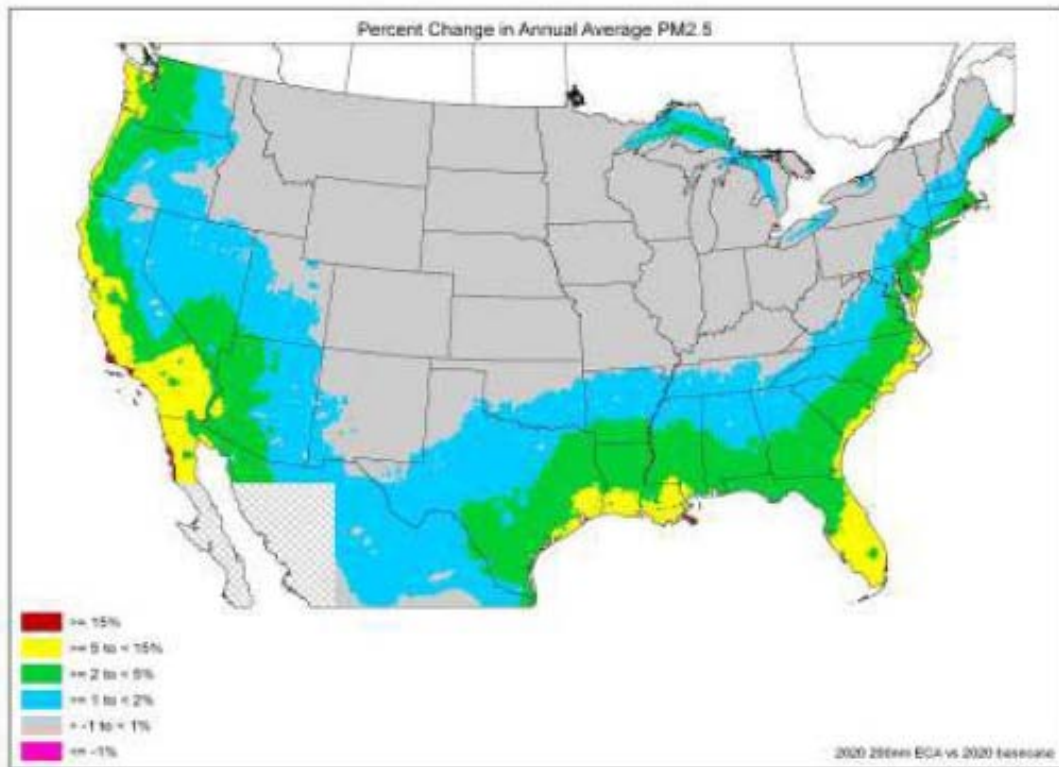 Percent Change in Annual Average PM2.5
>= 15%
>= 5 to < 15%
>= 2 to < 5%
>= 1 to < 2%
> -1 to < 1%
<= -1%
2020 200nm ECA vs 2020 basecase